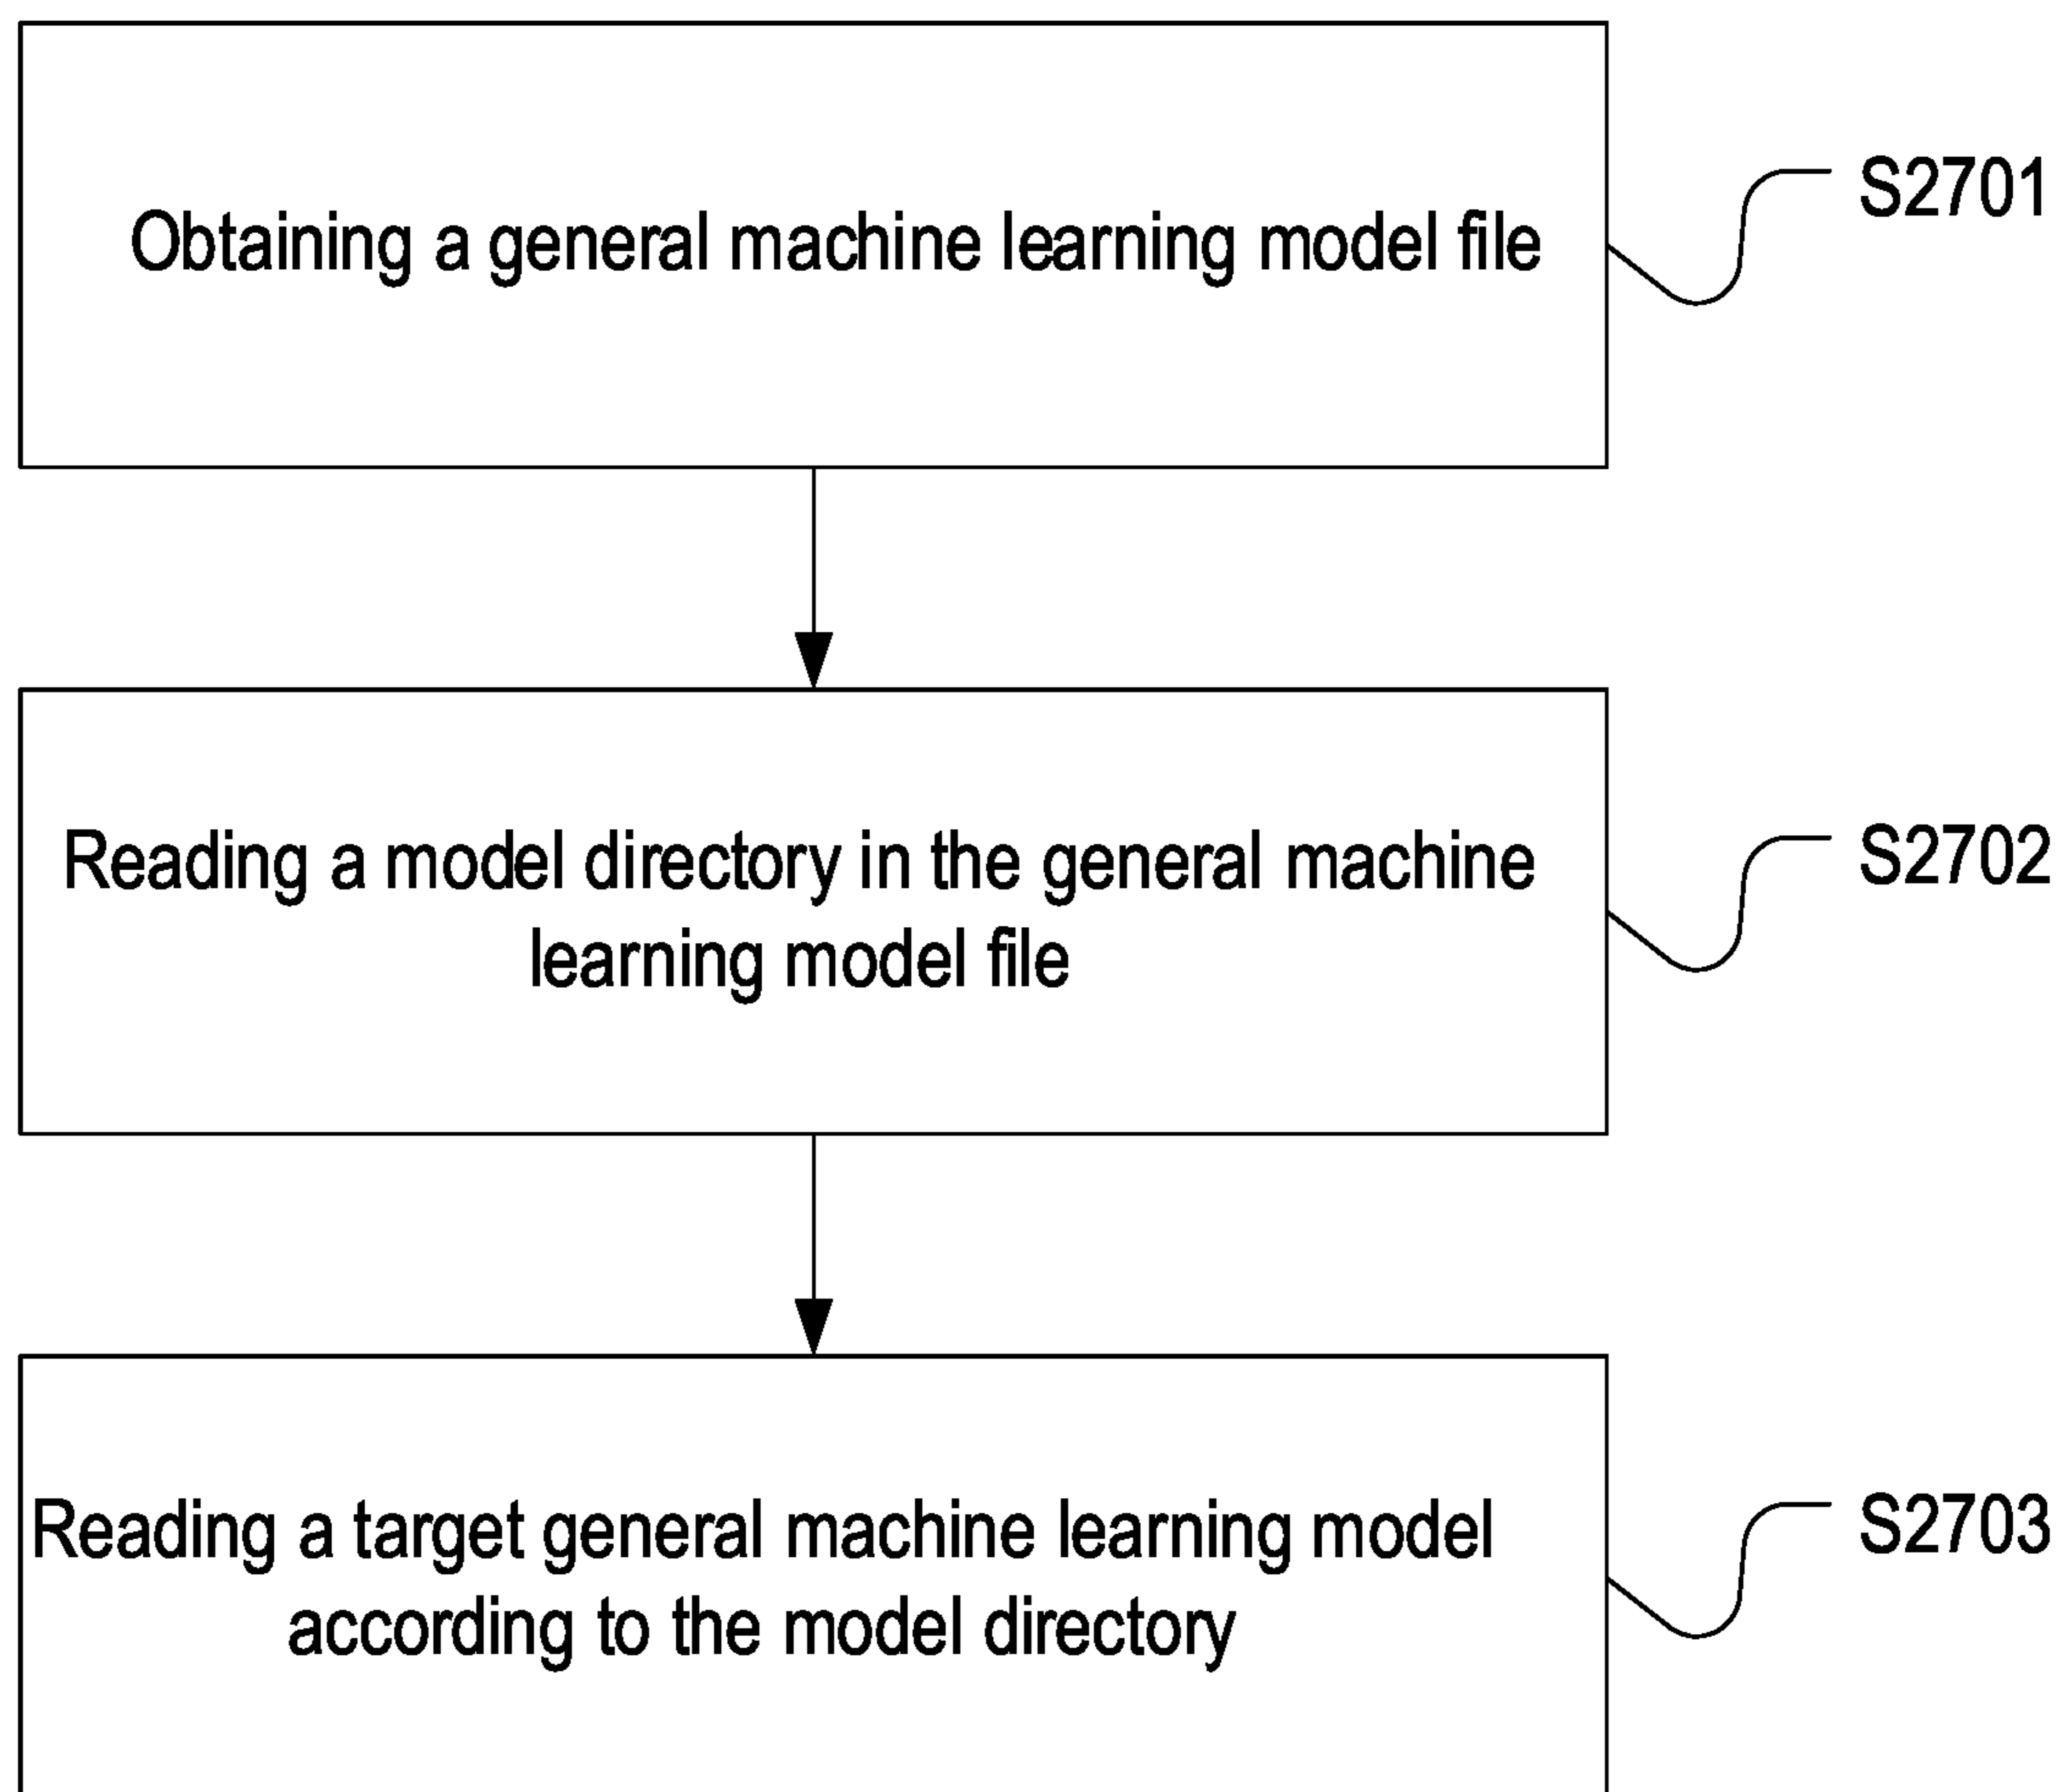 Obtaining a general machine learning model file
S2701
Reading a model directory in the general machine
learning model file
S2702
Reading a target general machine learning model
according to the model directory
S2703